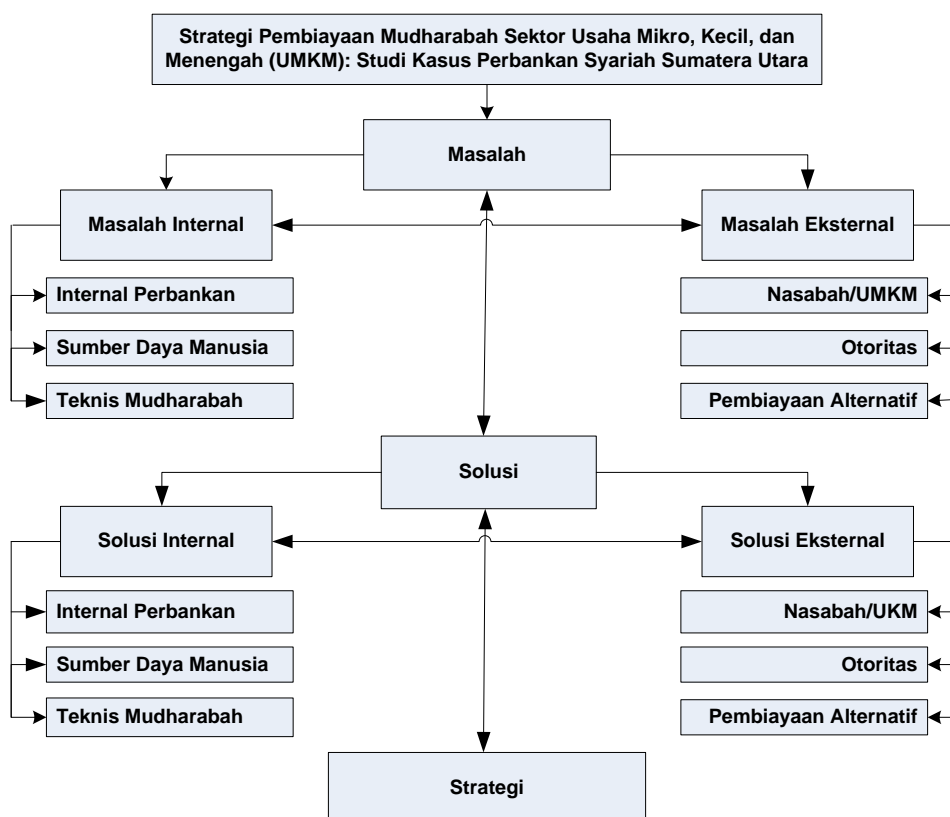 Strategi Pembiayaan Mudharabah Sektor Usaha Mikro, Kecil, dan
Menengah (UMKM): Studi Kasus Perbankan Syariah Sumatera Utara
Masalah
Masalah Internal
Masalah Eksternal
Internal Perbankan
Nasabah/UMKM
Sumber Daya Manusia
Otoritas
Teknis Mudharabah
Pembiayaan Alternatif
Solusi
Solusi Internal
Solusi Eksternal
Internal Perbankan
Nasabah/UKM
Sumber Daya Manusia
Otoritas
Teknis Mudharabah
Pembiayaan Alternatif
Strategi